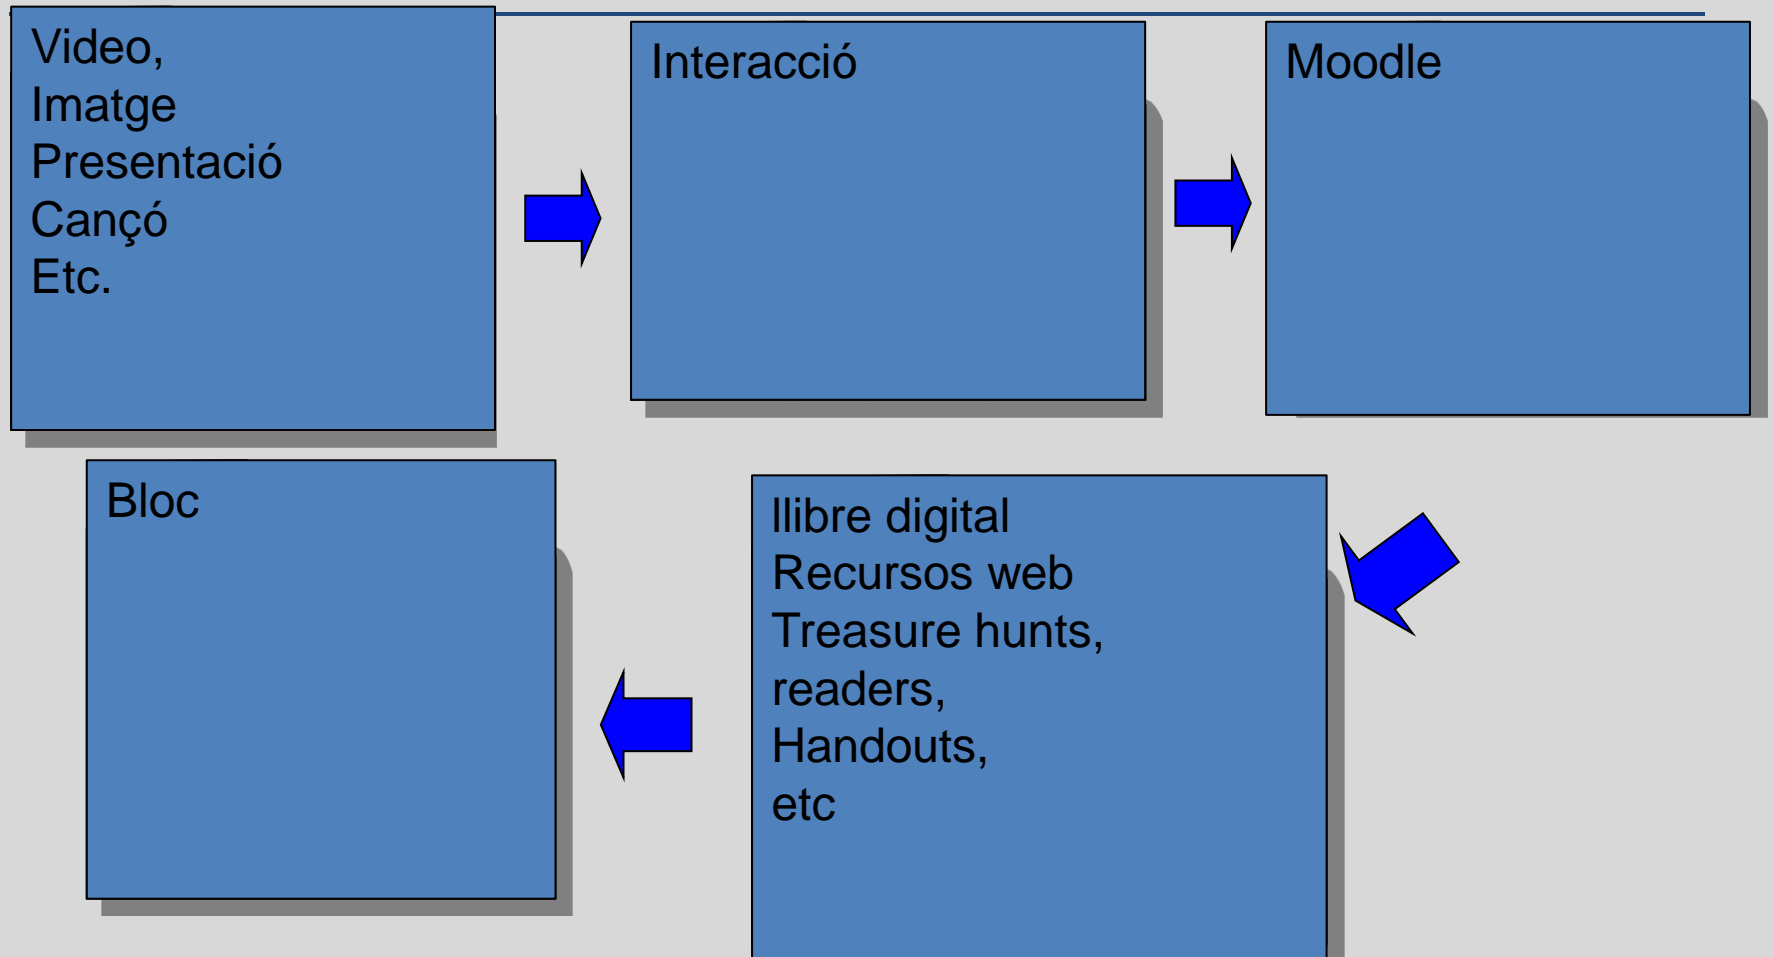 Video,
Imatge
Presentació
Cançó
Etc.
Interacció
Moodle
llibre digital
Recursos web
Treasure hunts,
readers,
Handouts,
etc
Bloc